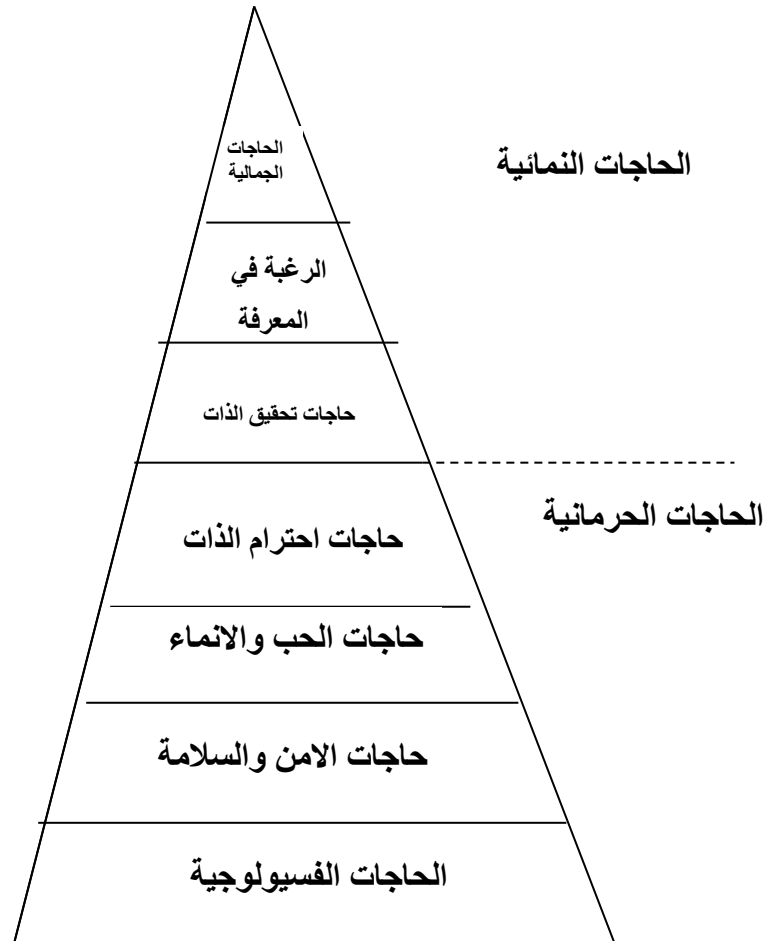 الحاجات
الجمالية
الحاجات النمائية
الرغبة في
المعرفة
حاجات تحقيق الذات
الحاجات الحرمانية
حاجات احترام الذات
حاجات الحب والانماء
حاجات الامن والسلامة
الحاجات الفسيولوجية